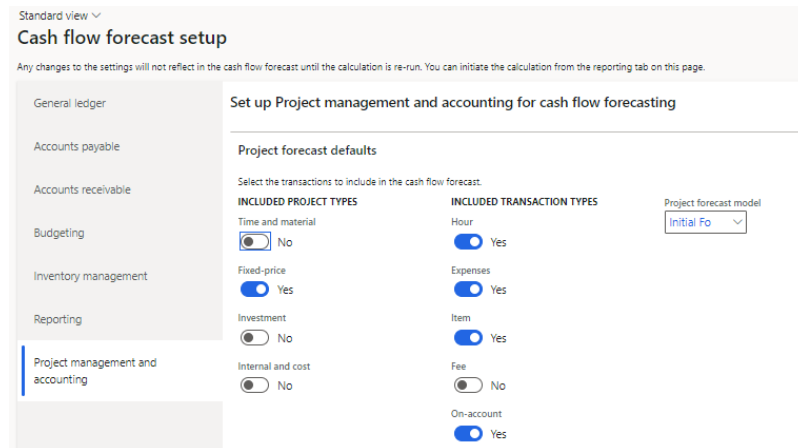 Standard view
Cash flow forecast setup
Any changes to the settings will not reflect in the cash flow forecast until the calculation is re-run. You can initiate the calculation from the reporting tab on this page.
General ledger
Accounts payable
Accounts receivable
Budgeting
Inventory management
Reporting
Project management and
accounting
Set up Project management and accounting for cash flow forecasting
Project forecast defaults
Select the transactions to include in the cash flow forecast.
INCLUDED PROJECT TYPES
Time and material
No
Fixed-price
Yes
Investment
No
Internal and cost
No
INCLUDED TRANSACTION TYPES
Hour
Yes
Expenses
Yes
Item
Yes
Fee
No
On-account
Yes
Project forecast model
Initial Fo